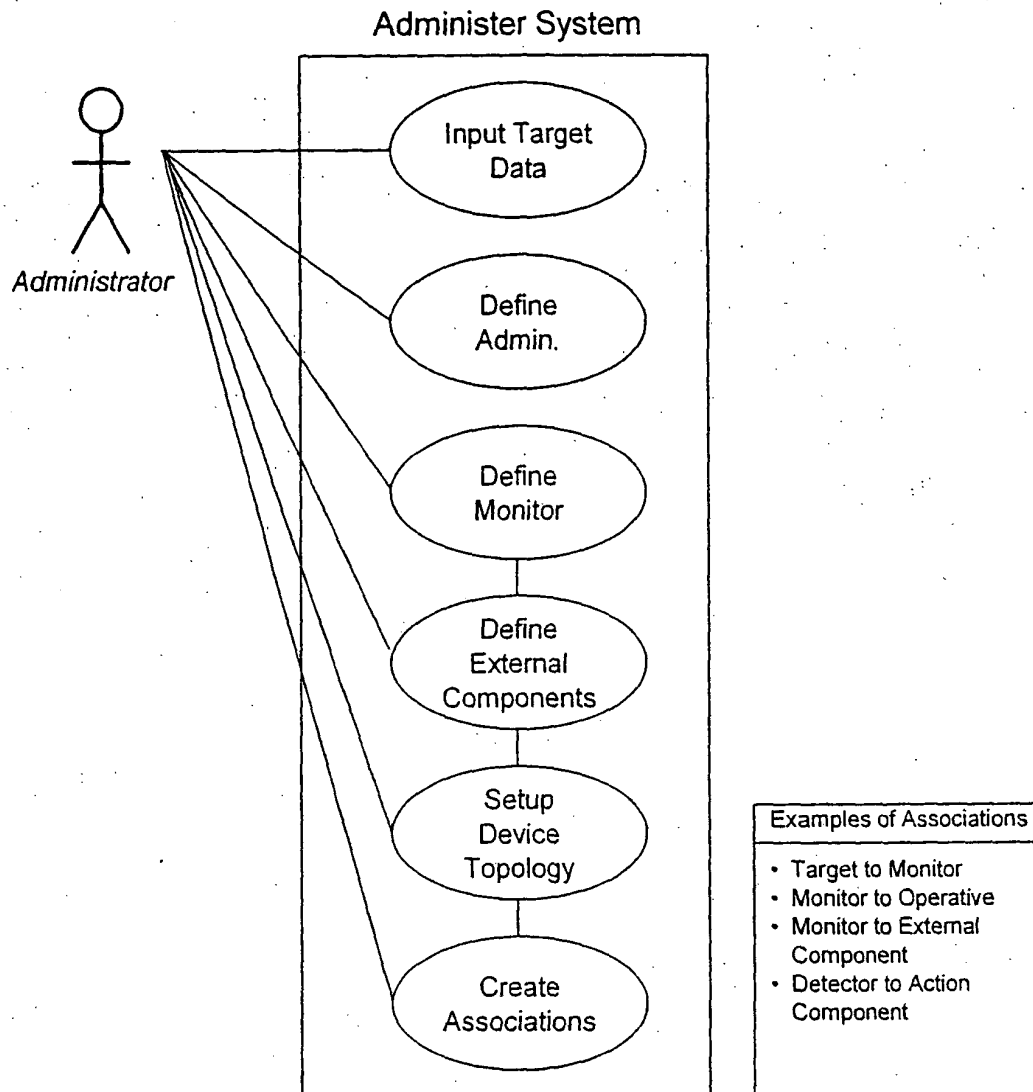 Administer System
Administrator
Input Target
Data
Define
Admin.
Define
Monitor
Define
External
Components
Setup
Device
Topology
Create
Associations
Examples of Associations
• Target to Monitor
• Monitor to Operative
• Monitor to External
Component
• Detector to Action
Component